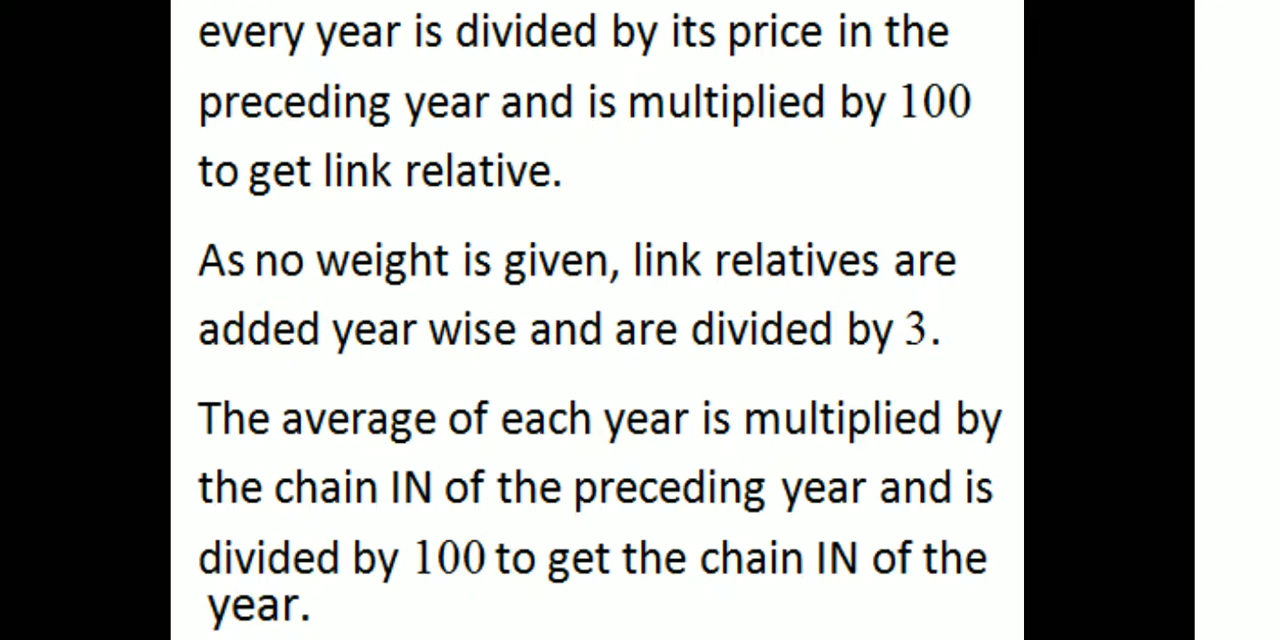 every year is divided by its price in the
preceding year and is multiplied by 100
to get link relative.
As no weight is given, link relatives are
added year wise and are divided by 3.
The average of each year is multiplied by
the chain IN of the preceding year and is
divided by 100 to get the chain IN of the
year.